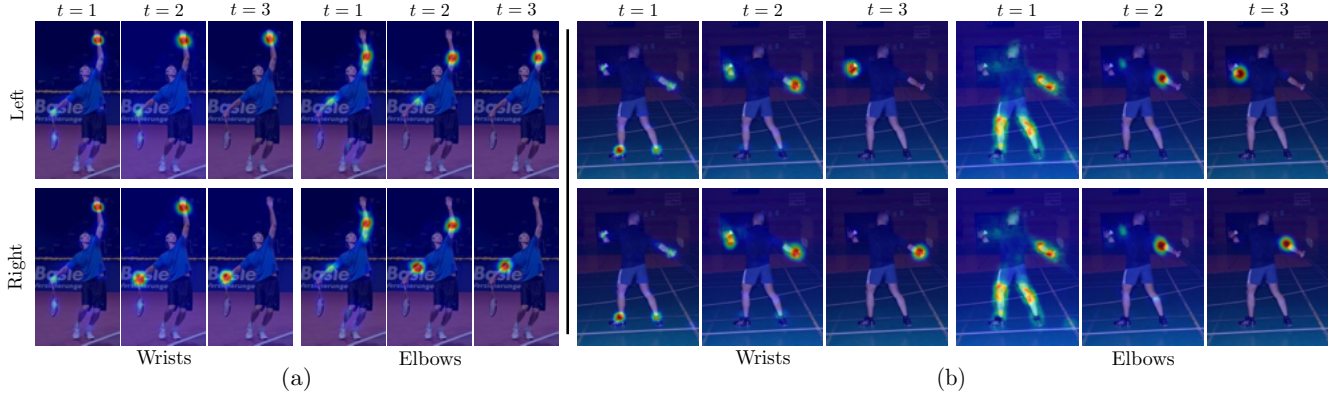 t = 1 t = 2 t = 3 t = 1 t = 2 t = 3 t = 1 t = 2 t = 3 t = 1 t = 2 t = 3
Left
Right
Wrists Elbows Wrists Elbows
(a) (b)